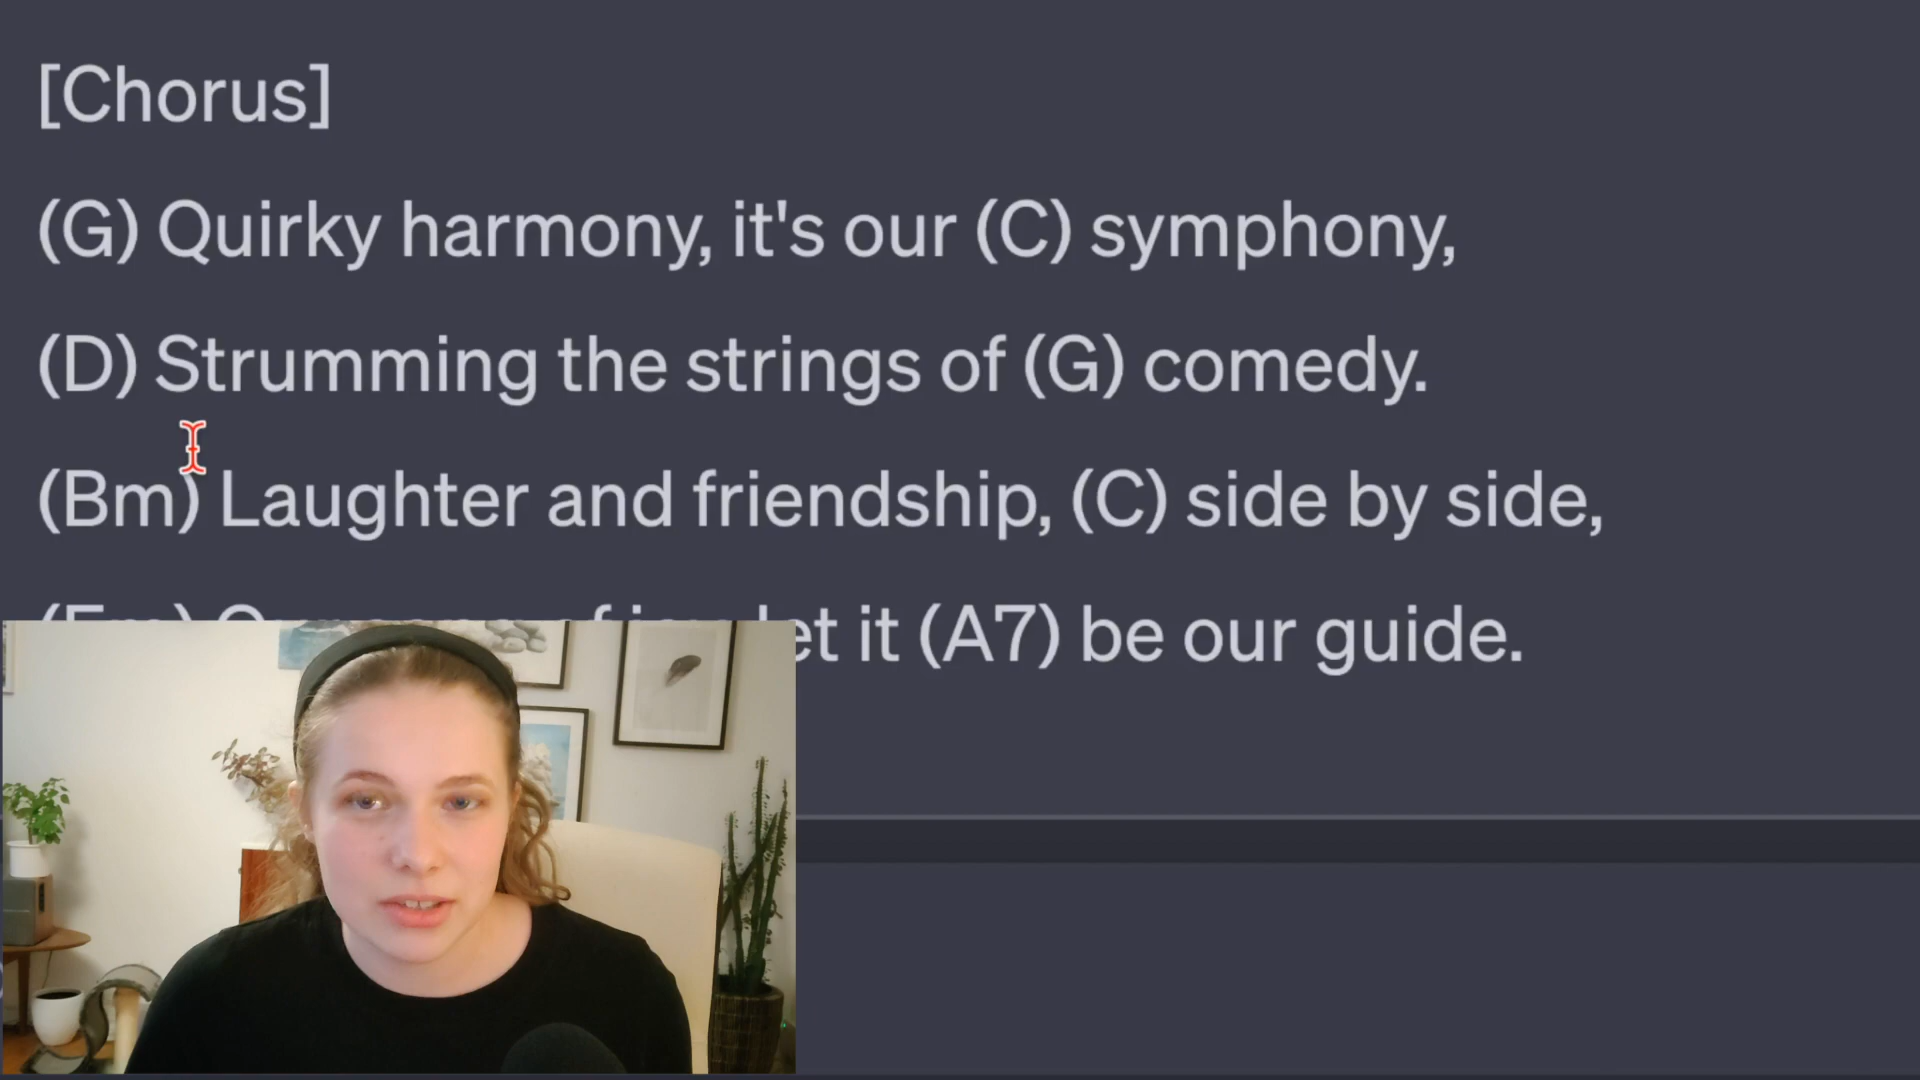 [Chorus]
(G) Quirky harmony, it's our (C) symphony,
(D) Strumming the strings of (G) comedy.
(Bm) Laughter and friendship, (C) side by side,
it (A7) be our guide.